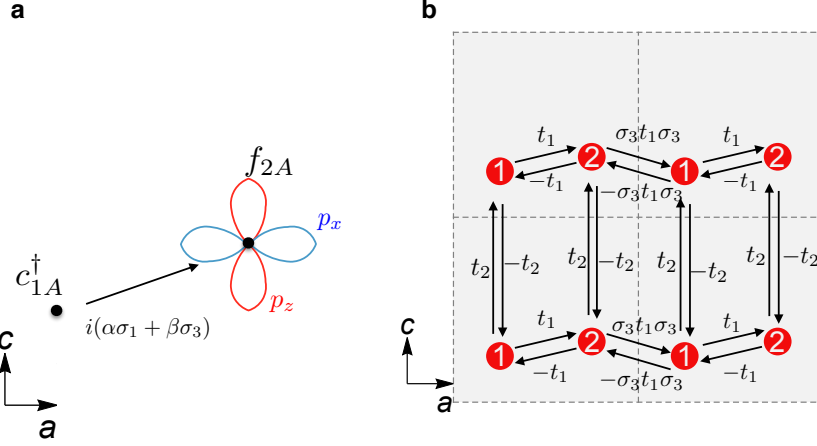 a
f₂A
pₓ
c†₁A
p_z
i(ασ₁ + βσ₃)
c
a
b
t₁
σ₃t₁σ₃
t₁
1
2
1
2
−t₁
−σ₃t₁σ₃
−t₁
t₂
−t₂
t₂
−t₂
t₂
−t₂
t₂
−t₂
t₁
σ₃t₁σ₃
t₁
1
2
1
2
−t₁
−σ₃t₁σ₃
−t₁
c
a